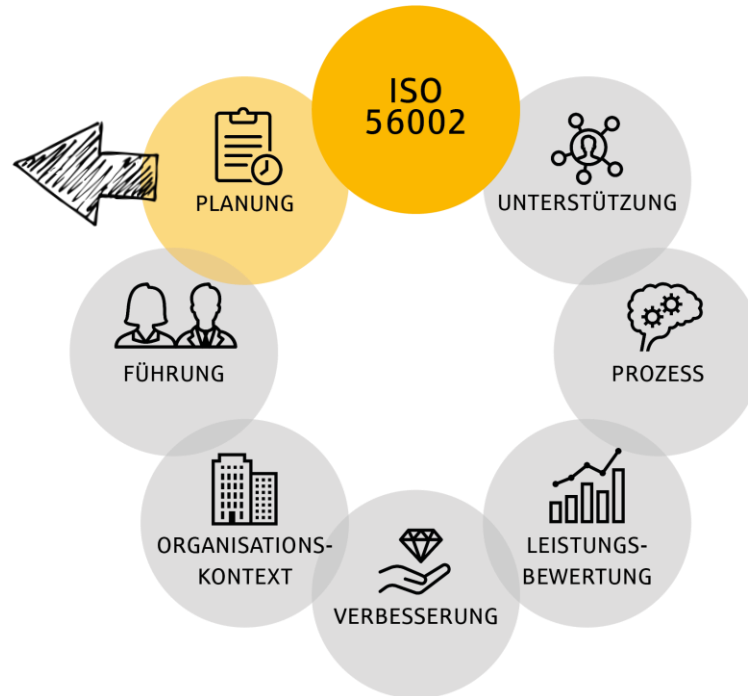 ISO
56002
PLANUNG
UNTERSTÜTZUNG
FÜHRUNG
PROZESS
ORGANISATIONS-
KONTEXT
LEISTUNGS-
BEWERTUNG
VERBESSERUNG